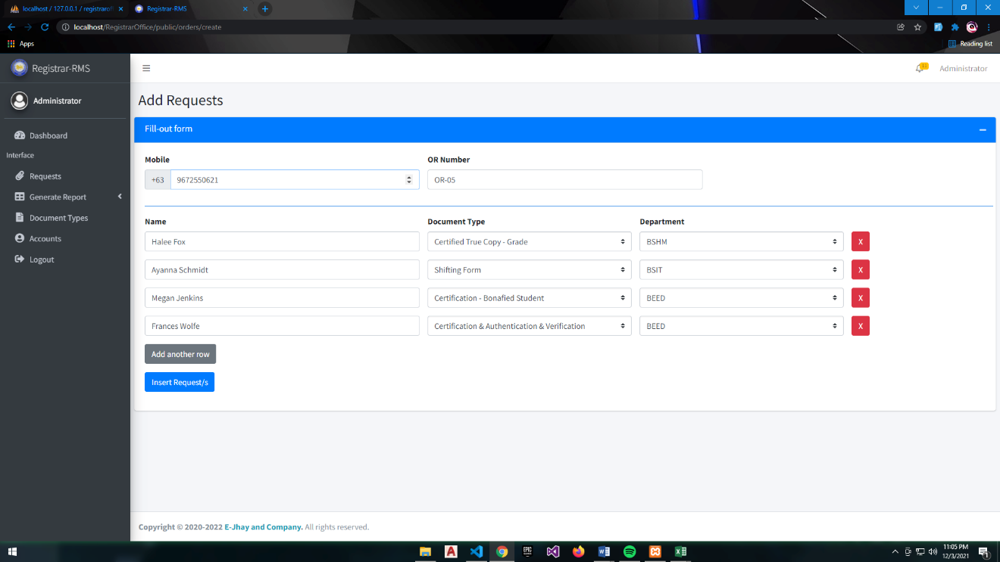 localhost / 127.0.0.1 / registrarofi
Registrar-RMS
localhost/RegistrarOffice/public/orders/create
Apps
Reading list
Registrar-RMS
Administrator
Administrator
Dashboard
Interface
Requests
Generate Report
Document Types
Accounts
Logout
Add Requests
Fill-out form
Mobile OR Number
+63 9672550621 OR-05
Name Document Type Department
Halee Fox Certified True Copy - Grade BSHM X
Ayanna Schmidt Shifting Form BSIT X
Megan Jenkins Certification - Bonafied Student BEED X
Frances Wolfe Certification & Authentication & Verification BEED X
Add another row
Insert Request/s
Copyright © 2020-2022 E-Jhay and Company. All rights reserved.
EPIC GAMES
11:05 PM
12/3/2021